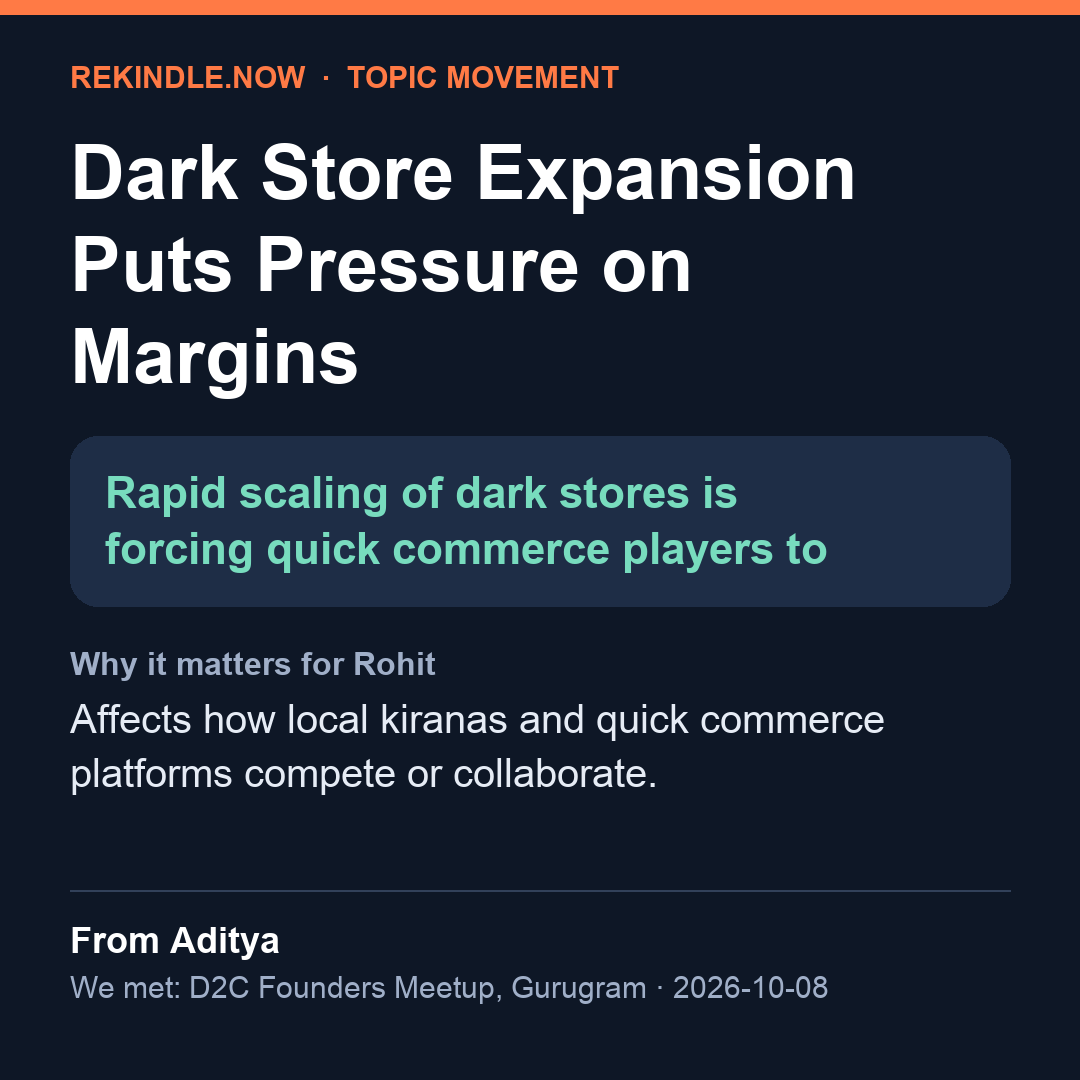 REKINDLE.NOW · TOPIC MOVEMENT
Dark Store Expansion
Puts Pressure on
Margins
Rapid scaling of dark stores is
forcing quick commerce players to
Why it matters for Rohit
Affects how local kiranas and quick commerce
platforms compete or collaborate.
From Aditya
We met: D2C Founders Meetup, Gurugram · 2026-10-08